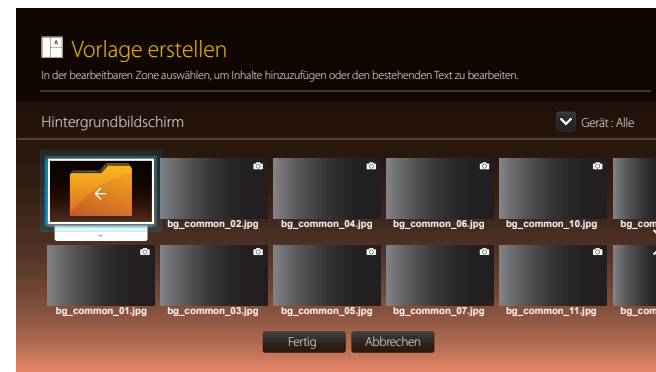 A
Vorlage erstellen
In der bearbeitbaren Zone auswählen, um Inhalte hinzuzufügen oder den bestehenden Text zu bearbeiten.
Hintergrundbildschirm
Gerät : Alle
bg_common_02.jpg bg_common_04.jpg bg_common_06.jpg bg_common_10.jpg bg_com
..
bg_common_01.jpg bg_common_03.jpg bg_common_05.jpg bg_common_07.jpg bg_common_11.jpg bg_com
Fertig Abbrechen